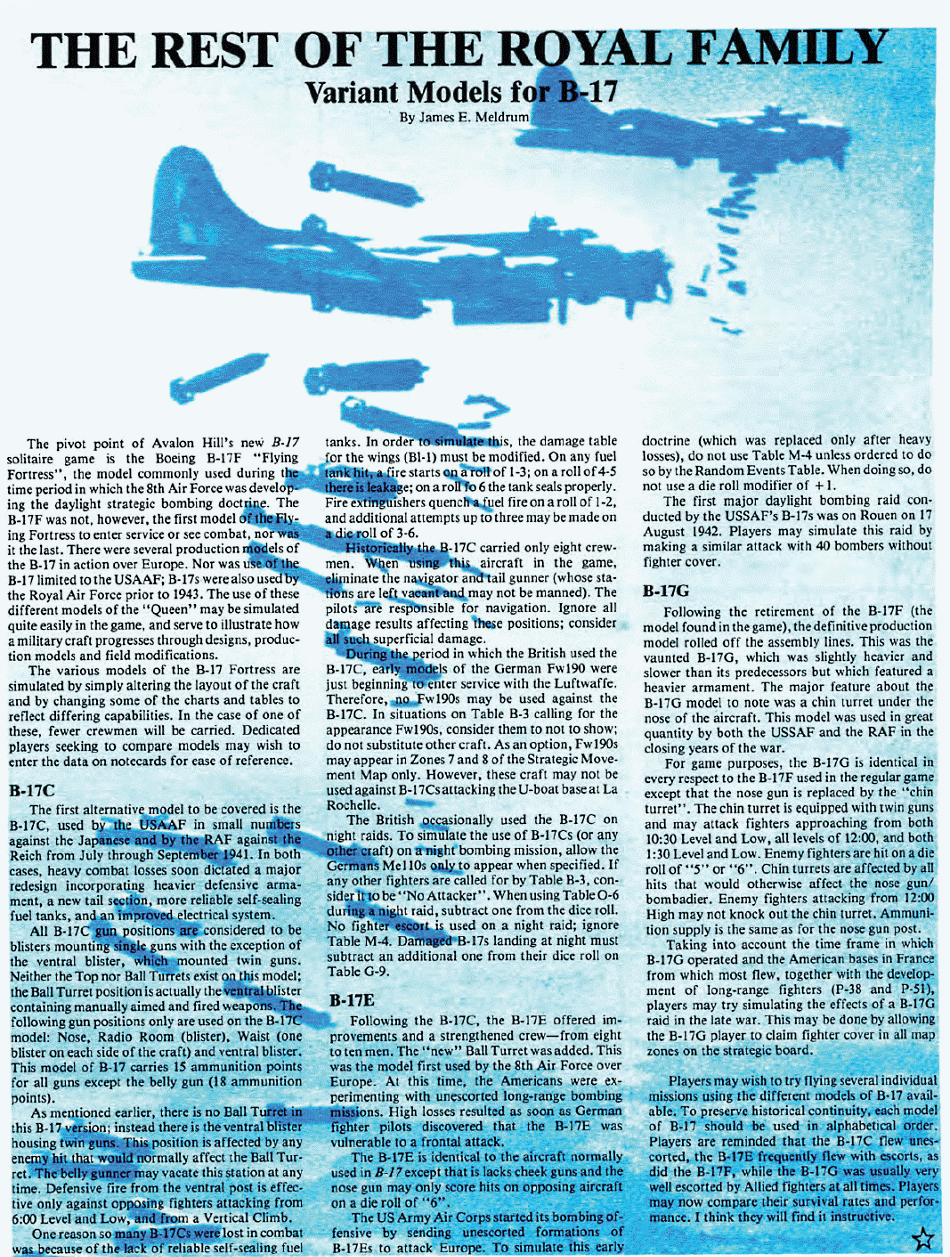 THE REST OF THE ROYAL FAMILY
Variant Models for B-17
By James E. Meldrum
The pivot point of Avalon Hill's new B-17
solitaire game is the Boeing B-17F "Flying
Fortress", the model commonly used during the
time period in which the 8th Air Force was develop-
ing the daylight strategic bombing doctrine. The
B-17F was not, however, the first model of the Fly-
ing Fortress to enter service or see combat, nor was
it the last. There were several production models of
the B-17 in action over Europe. Nor was use of the
B-17 limited to the USAAF; B-17s were also used by
the Royal Air Force prior to 1943. The use of these
different models of the "Queen" may be simulated
quite easily in the game, and serve to illustrate how
a military craft progresses through designs, produc-
tion models and field modifications.
The various models of the B-17 Fortress are
simulated by simply altering the layout of the craft
and by changing some of the charts and tables to
reflect differing capabilities. In the case of one of
these, fewer crewmen will be carried. Dedicated
players seeking to compare models may wish to
enter the data on notecards for ease of reference.
B-17C
The first alternative model to be covered is the
B-17C, used by the USAAF in small numbers
against the Japanese and by the RAF against the
Reich from July through September 1941. In both
cases, heavy combat losses soon dictated a major
redesign incorporating heavier defensive arma-
ment, a new tail section, more reliable self-sealing
fuel tanks, and an improved electrical system.
All B-17C gun positions are considered to be
blisters mounting single guns with the exception of
the ventral blister, which mounted twin guns.
Neither the Top nor Ball Turrets exist on this model;
the Ball Turret position is actually the ventral blister
containing manually aimed and fired weapons. The
following gun positions only are used on the B-17C
model: Nose, Radio Room (blister), Waist (one
blister on each side of the craft) and ventral blister.
This model of B-17 carries 15 ammunition points
for all guns except the belly gun (18 ammunition
points).
As mentioned earlier, there is no Ball Turret in
this B-17 version; instead there is the ventral blister
housing twin guns. This position is affected by any
enemy hit that would normally affect the Ball Tur-
ret. The belly gunner may vacate this station at any
time. Defensive fire from the ventral post is effec-
tive only against opposing fighters attacking from
6:00 Level and Low, and from a Vertical Climb.
One reason so many B-17Cs were lost in combat
was because of the lack of reliable self-sealing fuel
tanks. In order to simulate this, the damage table
for the wings (Bl-1) must be modified. On any fuel
tank hit, a fire starts on a roll of 1-3; on a roll of 4-5
there is leakage; on a roll fo 6 the tank seals properly.
Fire extinguishers quench a fuel fire on a roll of 1-2,
and additional attempts up to three may be made on
a die roll of 3-6.
Historically the B-17C carried only eight crew-
men. When using this aircraft in the game,
eliminate the navigator and tail gunner (whose sta-
tions are left vacant and may not be manned). The
pilots are responsible for navigation. Ignore all
damage results affecting these positions; consider
all such superficial damage.
During the period in which the British used the
B-17C, early models of the German Fw190 were
just beginning to enter service with the Luftwaffe.
Therefore, no Fw190s may be used against the
B-17C. In situations on Table B-3 calling for the
appearance Fw190s, consider them to not to show;
do not substitute other craft. As an option, Fw190s
may appear in Zones 7 and 8 of the Strategic Move-
ment Map only. However, these craft may not be
used against B-17Cs attacking the U-boat base at La
Rochelle.
The British occasionally used the B-17C on
night raids. To simulate the use of B-17Cs (or any
other craft) on a night bombing mission, allow the
Germans Me110s only to appear when specified. If
any other fighters are called for by Table B-3, con-
sider it to be "No Attacker". When using Table O-6
during a night raid, subtract one from the dice roll.
No fighter escort is used on a night raid; ignore
Table M-4. Damaged B-17s landing at night must
subtract an additional one from their dice roll on
Table G-9.
B-17E
Following the B-17C, the B-17E offered im-
provements and a strengthened crew—from eight
to ten men. The "new" Ball Turret was added. This
was the model first used by the 8th Air Force over
Europe. At this time, the Americans were ex-
perimenting with unescorted long-range bombing
missions. High losses resulted as soon as German
fighter pilots discovered that the B-17E was
vulnerable to a frontal attack.
The B-17E is identical to the aircraft normally
used in B-17 except that is lacks cheek guns and the
nose gun may only score hits on opposing aircraft
on a die roll of "6".
The US Army Air Corps started its bombing of-
fensive by sending unescorted formations of
B-17Es to attack Europe. To simulate this early
doctrine (which was replaced only after heavy
losses), do not use Table M-4 unless ordered to do
so by the Random Events Table. When doing so, do
not use a die roll modifier of +1.
The first major daylight bombing raid con-
ducted by the USSAF's B-17s was on Rouen on 17
August 1942. Players may simulate this raid by
making a similar attack with 40 bombers without
fighter cover.
B-17G
Following the retirement of the B-17F (the
model found in the game), the definitive production
model rolled off the assembly lines. This was the
vaunted B-17G, which was slightly heavier and
slower than its predecessors but which featured a
heavier armament. The major feature about the
B-17G model to note was a chin turret under the
nose of the aircraft. This model was used in great
quantity by both the USSAF and the RAF in the
closing years of the war.
For game purposes, the B-17G is identical in
every respect to the B-17F used in the regular game
except that the nose gun is replaced by the "chin
turret". The chin turret is equipped with twin guns
and may attack fighters approaching from both
10:30 Level and Low, all levels of 12:00, and both
1:30 Level and Low. Enemy fighters are hit on a die
roll of "5" or "6". Chin turrets are affected by all
hits that would otherwise affect the nose gun/
bombadier. Enemy fighters attacking from 12:00
High may not knock out the chin turret. Ammuni-
tion supply is the same as for the nose gun post.
Taking into account the time frame in which
B-17G operated and the American bases in France
from which most flew, together with the develop-
ment of long-range fighters (P-38 and P-51),
players may try simulating the effects of a B-17G
raid in the late war. This may be done by allowing
the B-17G player to claim fighter cover in all map
zones on the strategic board.
Players may wish to try flying several individual
missions using the different models of B-17 avail-
able. To preserve historical continuity, each model
of B-17 should be used in alphabetical order.
Players are reminded that the B-17C flew unes-
corted, the B-17E frequently flew with escorts, as
did the B-17F, while the B-17G was usually very
well escorted by Allied fighters at all times. Players
may now compare their survival rates and perfor-
mance. I think they will find it instructive.